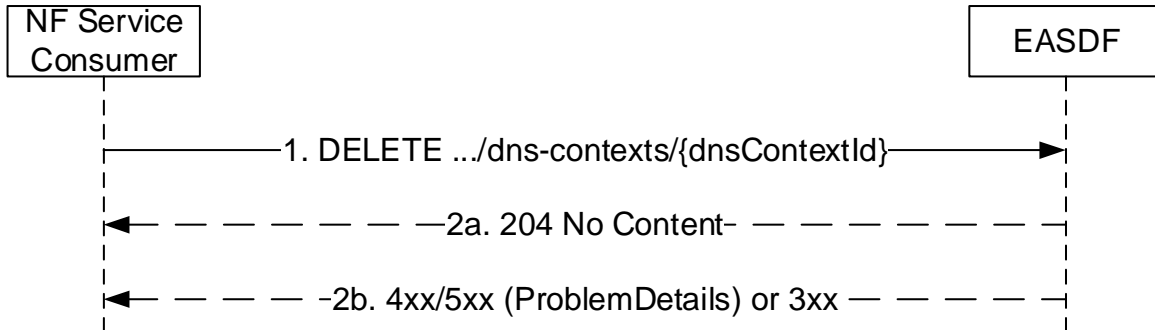 NF Service
Consumer
EASDF
1. DELETE .../dns-contexts/{dnsContextId}
2a. 204 No Content
2b. 4xx/5xx (ProblemDetails) or 3xx